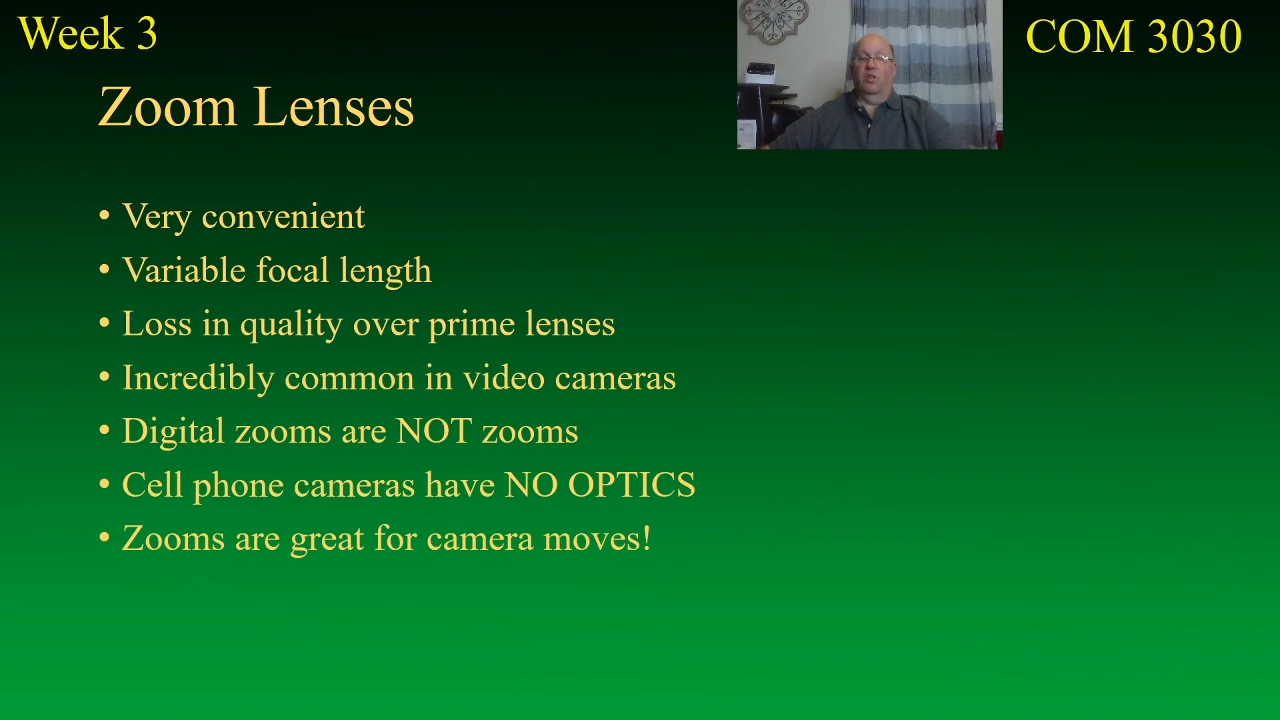 Week 3
COM 3030
Zoom Lenses
• Very convenient
• Variable focal length
• Loss in quality over prime lenses
• Incredibly common in video cameras
• Digital zooms are NOT zooms
• Cell phone cameras have NO OPTICS
• Zooms are great for camera moves!